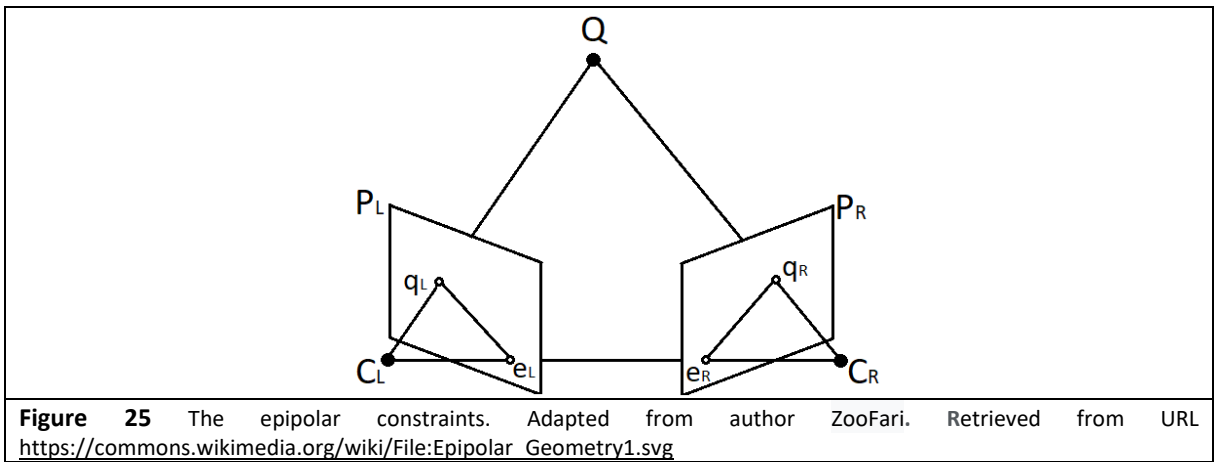 Q
PL PR
qL qR
CL eL eR CR
Figure 25 The epipolar constraints. Adapted from author ZooFari. Retrieved from URL
https://commons.wikimedia.org/wiki/File:Epipolar_Geometry1.svg